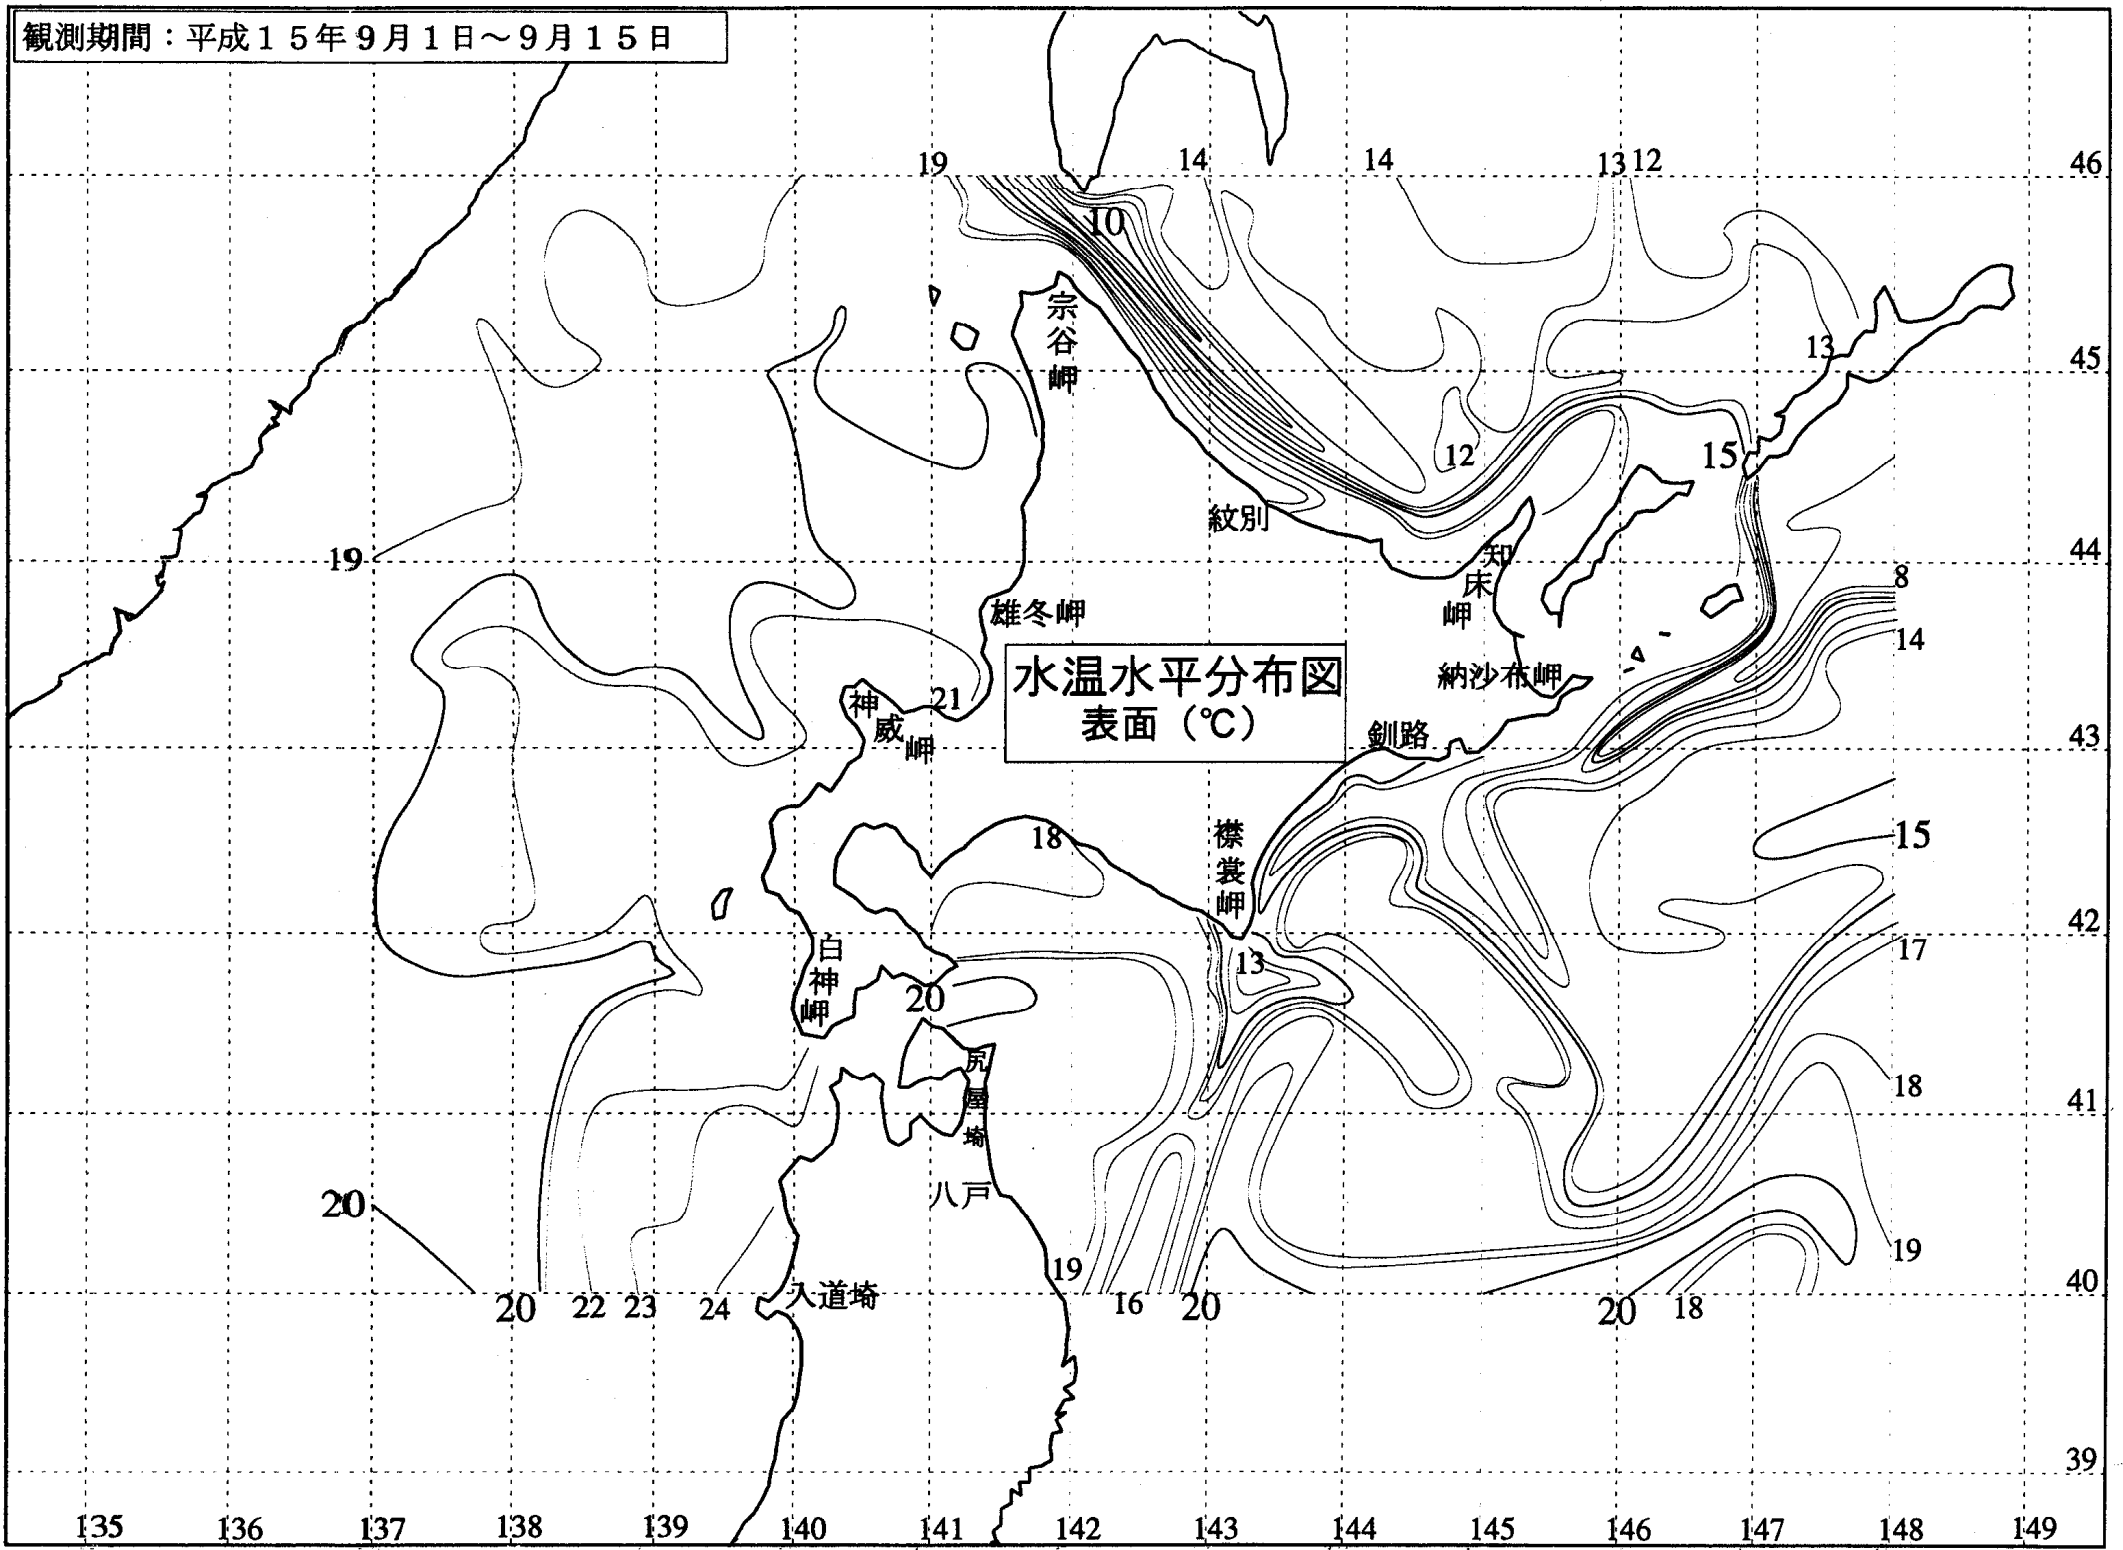 観測期間：平成１５年９月１日～９月１５日
19 14 14 13 12 46
10
宗谷岬
13 45
15
12
紋別
19 44
知床岬
8
雄冬岬
14
水温水平分布図
表面（℃）
納沙布岬
21
神威岬
釧路
43
18
襟裳岬
15
42
白神岬
13
17
20
尻屋埼
18
41
八戸
20
19
19
入道埼
40
20 22 23 24 16 20 20 18
39
135 136 137 138 139 140 141 142 143 144 145 146 147 148 149